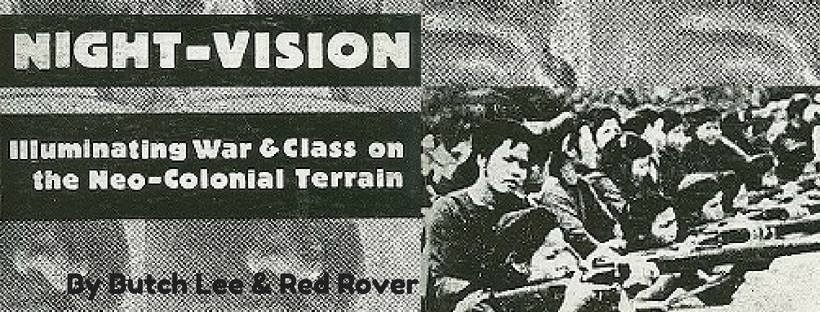 NIGHT-VISION
Illuminating War & Class on
the Neo-Colonial Terrain
By Butch Lee & Red Rover